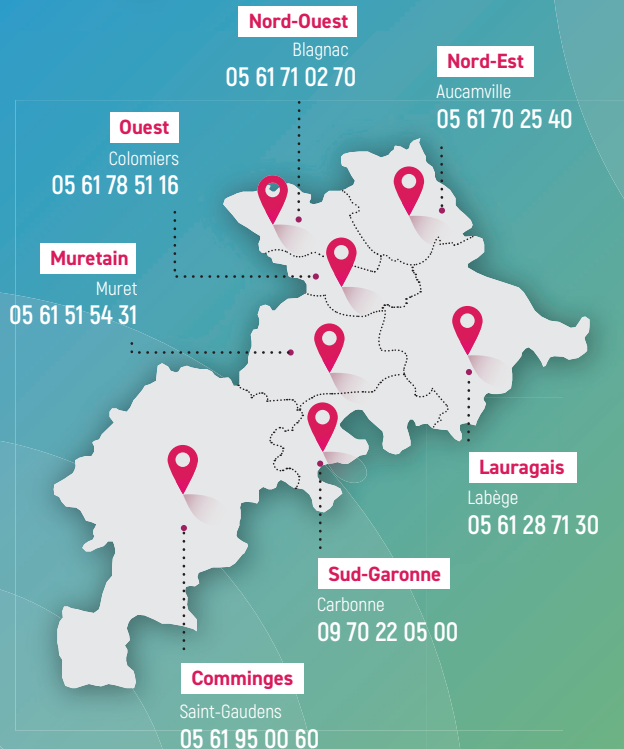 Nord-Ouest
Blagnac
05 61 71 02 70
Nord-Est
Aucamville
05 61 70 25 40
Ouest
Colomiers
05 61 78 51 16
Muretain
Muret
05 61 51 54 31
Lauragais
Labège
05 61 28 71 30
Sud-Garonne
Carbonne
09 70 22 05 00
Comminges
Saint-Gaudens
05 61 95 00 60